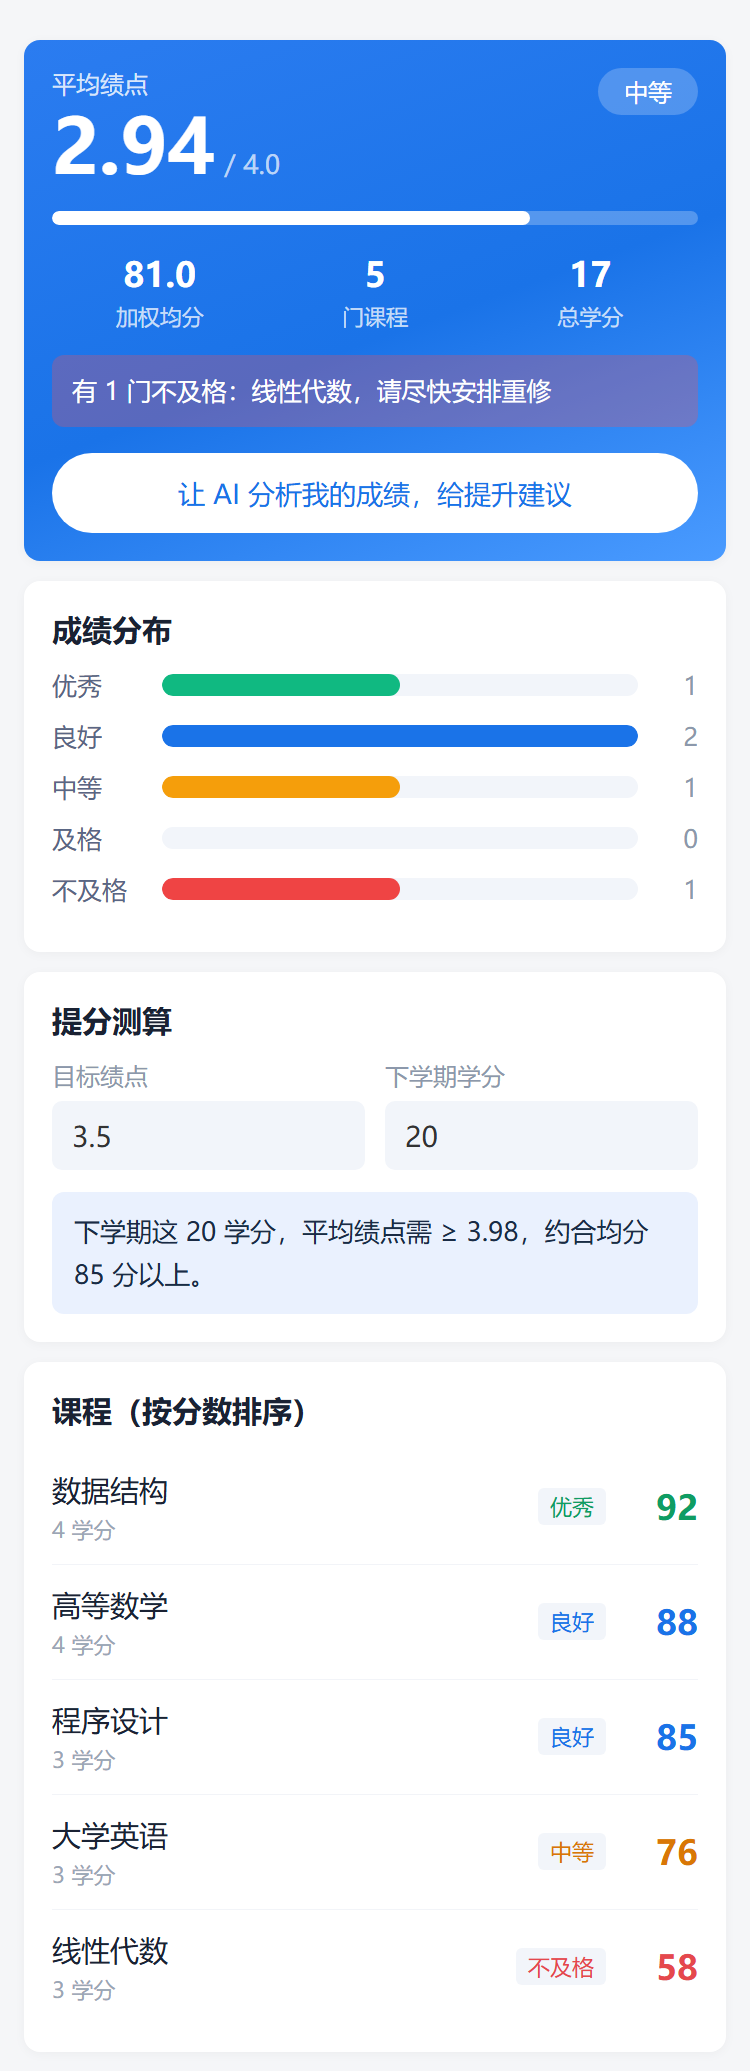 平均绩点
中等
2.94 / 4.0
81.0
5
17
加权均分
门课程
总学分
有 1 门不及格：线性代数，请尽快安排重修
让 AI 分析我的成绩，给提升建议
成绩分布
优秀 1
良好 2
中等 1
及格 0
不及格 1
提分测算
目标绩点
下学期学分
3.5
20
下学期这 20 学分，平均绩点需 ≥ 3.98，约合均分
85 分以上。
课程（按分数排序）
数据结构
4 学分
优秀
92
高等数学
4 学分
良好
88
程序设计
3 学分
良好
85
大学英语
3 学分
中等
76
线性代数
3 学分
不及格
58